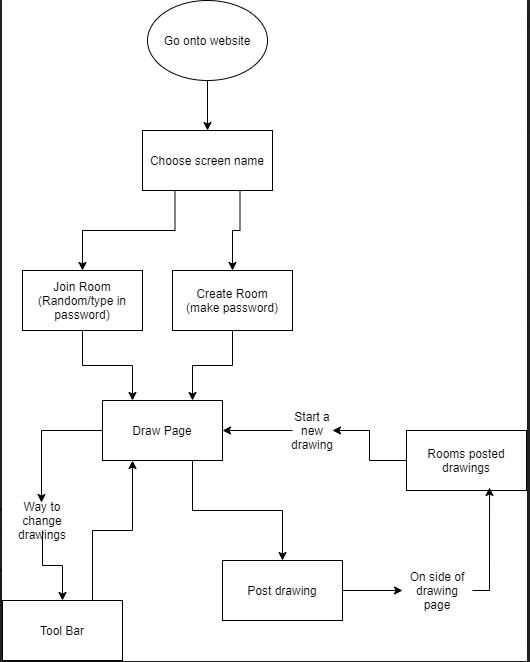 Go onto website
Choose screen name
Join Room
(Random/type in
password)
Create Room
(make password)
Draw Page
Start a
new
drawing
Rooms posted
drawings
Way to
change
drawings
Post drawing
On side of
drawing
page
Tool Bar